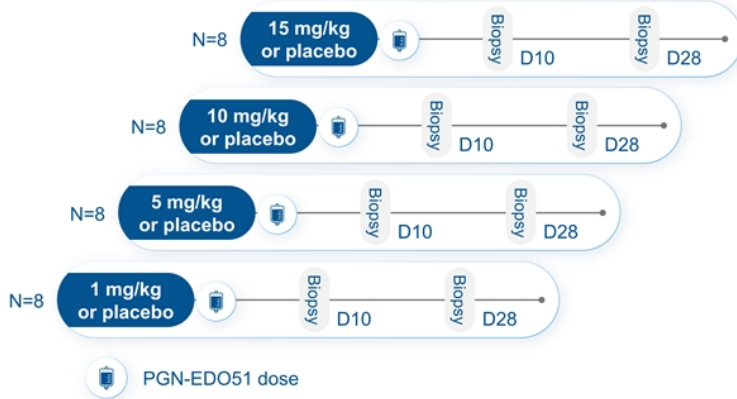 15 mg/kg
or placebo
N=8
Biopsy
D10
Biopsy
D28
10 mg/kg
or placebo
N=8
Biopsy
D10
Biopsy
D28
5 mg/kg
or placebo
N=8
Biopsy
D10
Biopsy
D28
1 mg/kg
or placebo
N=8
Biopsy
D10
Biopsy
D28
PGN-EDO51 dose